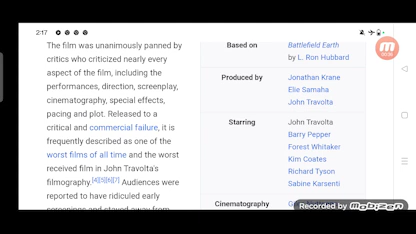 2:17
The film was unanimously panned by
critics who criticized nearly every
aspect of the film, including the
performances, direction, screenplay,
cinematography, special effects,
pacing and plot. Released to a
critical and commercial failure, it is
frequently described as one of the
worst films of all time and the worst
received film in John Travolta's
filmography.[4][5][6][7] Audiences were
reported to have ridiculed early
screenings and stayed away from
Based on
Battlefield Earth
by L. Ron Hubbard
Produced by
Jonathan Krane
Elie Samaha
John Travolta
Starring
John Travolta
Barry Pepper
Forest Whitaker
Kim Coates
Richard Tyson
Sabine Karsenti
Cinematography
Recorded by mobizen